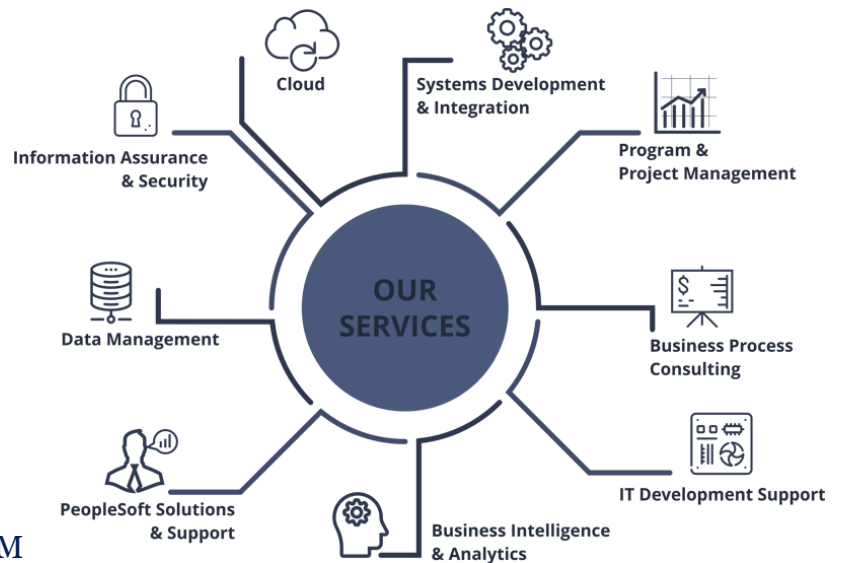 Cloud
Systems Development
& Integration
Information Assurance
& Security
Program &
Project Management
OUR
SERVICES
Data Management
Business Process
Consulting
PeopleSoft Solutions
& Support
IT Development Support
Business Intelligence
& Analytics
M